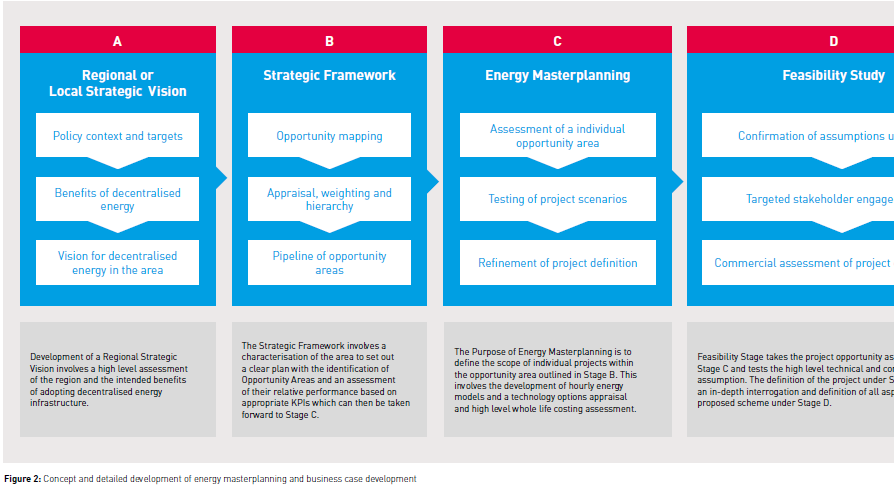 A
Regional or
Local Strategic Vision
Policy context and targets
Benefits of decentralised
energy
Vision for decentralised
energy in the area
Development of a Regional Strategic
Vision involves a high level assessment
of the region and the intended benefits
of adopting decentralised energy
infrastructure.
B
Strategic Framework
Opportunity mapping
Appraisal, weighting and
hierarchy
Pipeline of opportunity
areas
The Strategic Framework involves a
characterisation of the area to set out
a clear plan with the identification of
Opportunity Areas and an assessment
of their relative performance based on
appropriate KPIs which can then be taken
forward to Stage C.
C
Energy Masterplanning
Assessment of a individual
opportunity area
Testing of project scenarios
Refinement of project definition
The Purpose of Energy Masterplanning is to
define the scope of individual projects within
the opportunity area outlined in Stage B. This
involves the development of hourly energy
models and a technology options appraisal
and high level whole life costing assessment.
D
Feasibility Study
Confirmation of assumptions
Targeted stakeholder
Commercial assessment of project
Feasibility Stage takes the project opportunity
Stage C and tests the high level technical and
assumption. The definition of the project under
an in-depth interrogation and definition of all
proposed scheme under Stage D.
Figure 2: Concept and detailed development of energy masterplanning and business case development